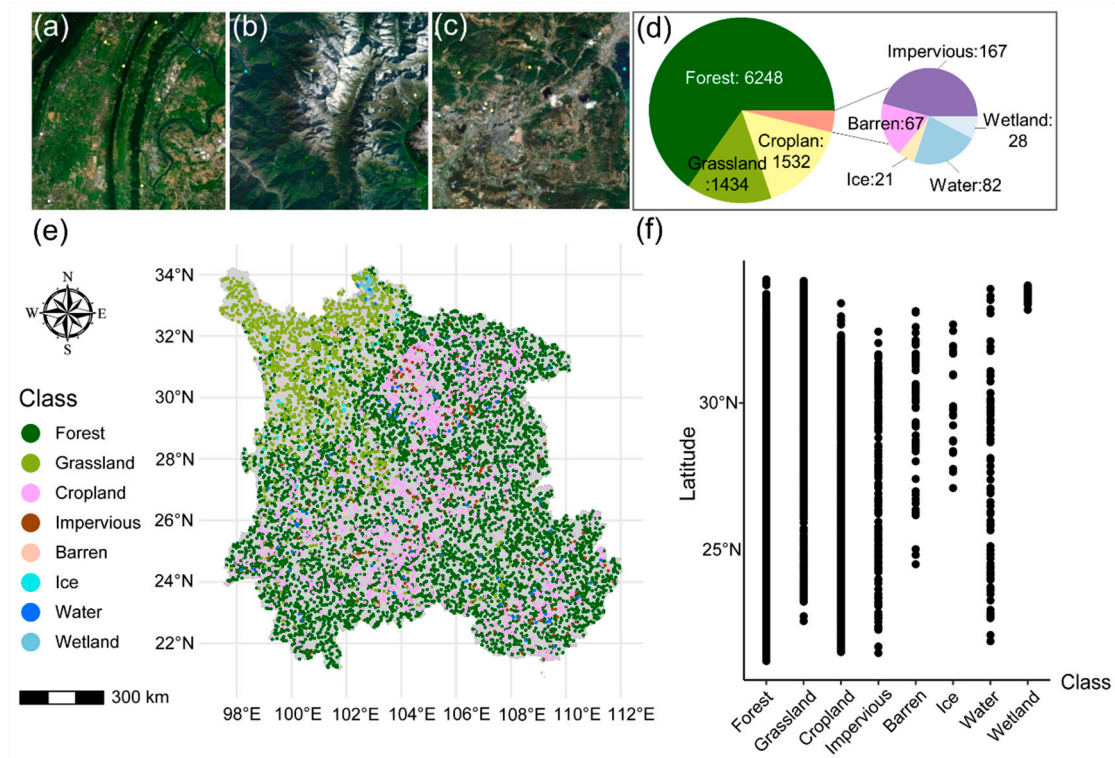 (a)
(b)
(c)
(d)
Forest: 6248
Grassland
:1434
Croplan:
1532
Impervious:167
Barren:67
Wetland:
28
Ice:21
Water:82
(e)
N
W
E
S
34°N
32°N
30°N
28°N
26°N
24°N
22°N
98°E
100°E
102°E
104°E
106°E
108°E
110°E
112°E
Class
Forest
Grassland
Cropland
Impervious
Barren
Ice
Water
Wetland
300 km
(f)
Latitude
30°N
25°N
Forest
Grassland
Cropland
Impervious
Barren
Ice
Water
Wetland
Class